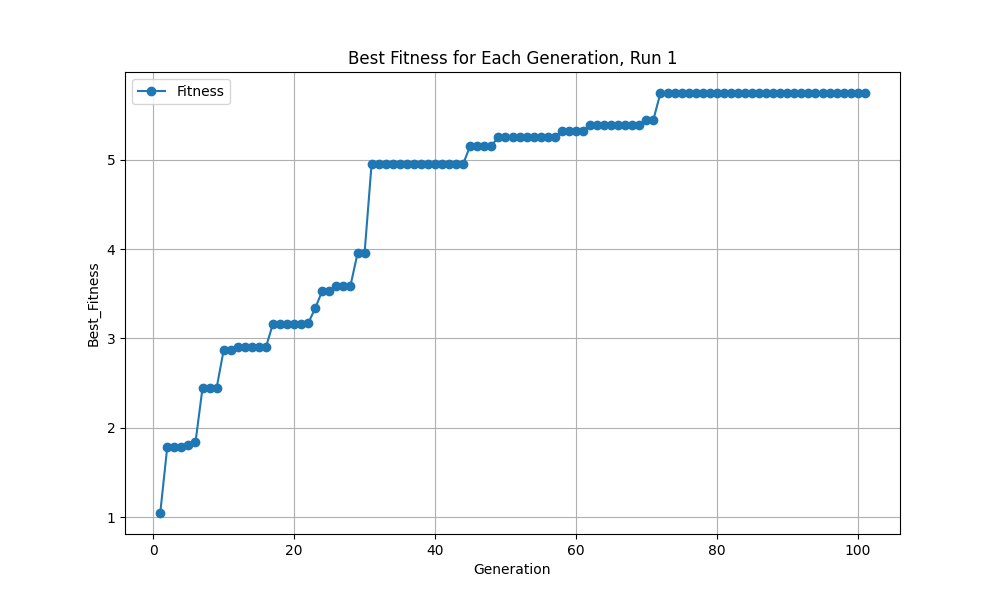 Best Fitness for Each Generation, Run 1
Fitness
Best_Fitness
5
4
3
2
1
0 20 40 60 80 100
Generation